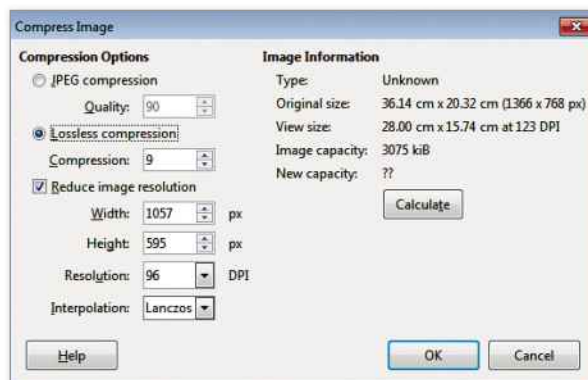 Compress Image
Compression Options
JPEG compression
Quality: 90
Lossless compression
Compression: 9
Reduce image resolution
Width: 1057 px
Height: 595 px
Resolution: 96 DPI
Interpolation: Lanczos
Image Information
Type: Unknown
Original size: 36.14 cm x 20.32 cm (1366 x 768 px)
View size: 28.00 cm x 15.74 cm at 123 DPI
Image capacity: 3075 kiB
New capacity: ??
Calculate
Help
OK
Cancel